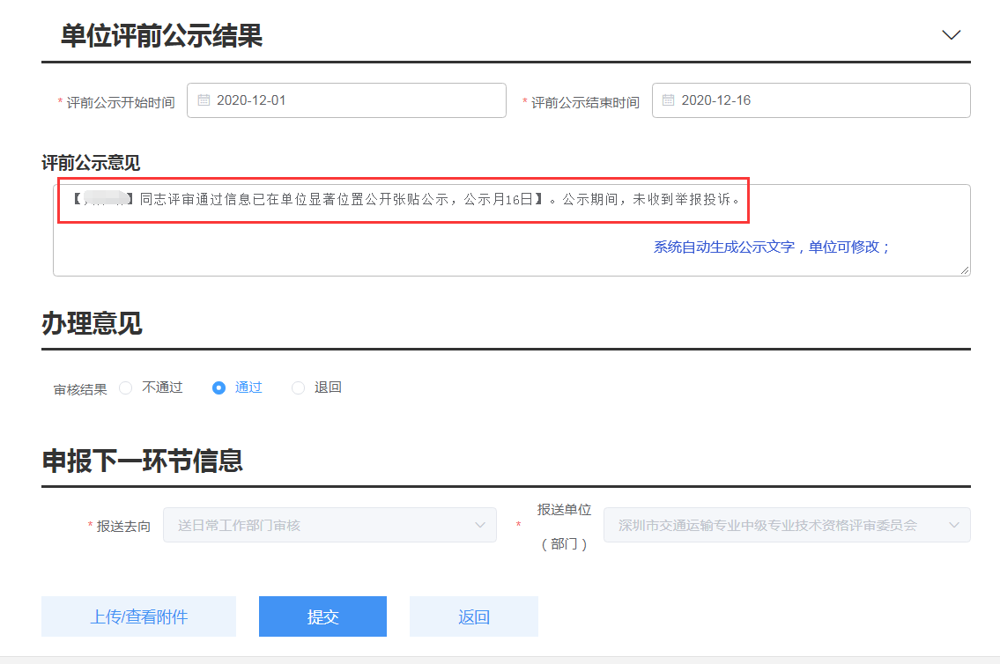 单位评前公示结果
* 评前公示开始时间 2020-12-01 * 评前公示结束时间 2020-12-16
评前公示意见
【 】同志评审通过信息已在单位显著位置公开张贴公示，公示月16日】。公示期间，未收到举报投诉。
系统自动生成公示文字，单位可修改；
办理意见
审核结果 不通过 通过 退回
申报下一环节信息
* 报送去向 送日常工作部门审核 * 报送单位（部门） 深圳市交通运输专业中级专业技术资格评审委员会
上传/查看附件 提交 返回